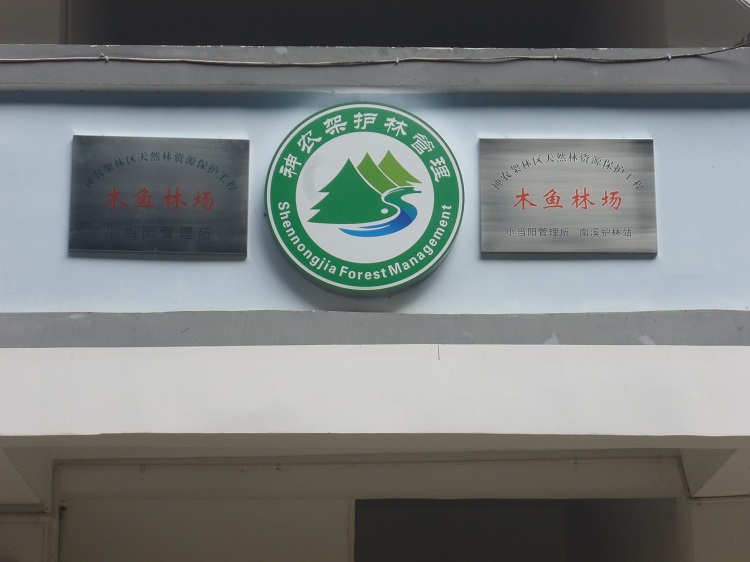 神农架林区天然林资源保护工程
木鱼林场
小当阳管理所
神农架护林管理
Shennongjia Forest Management
神农架林区天然林资源保护工程
木鱼林场
小当阳管理所 南溪护林站